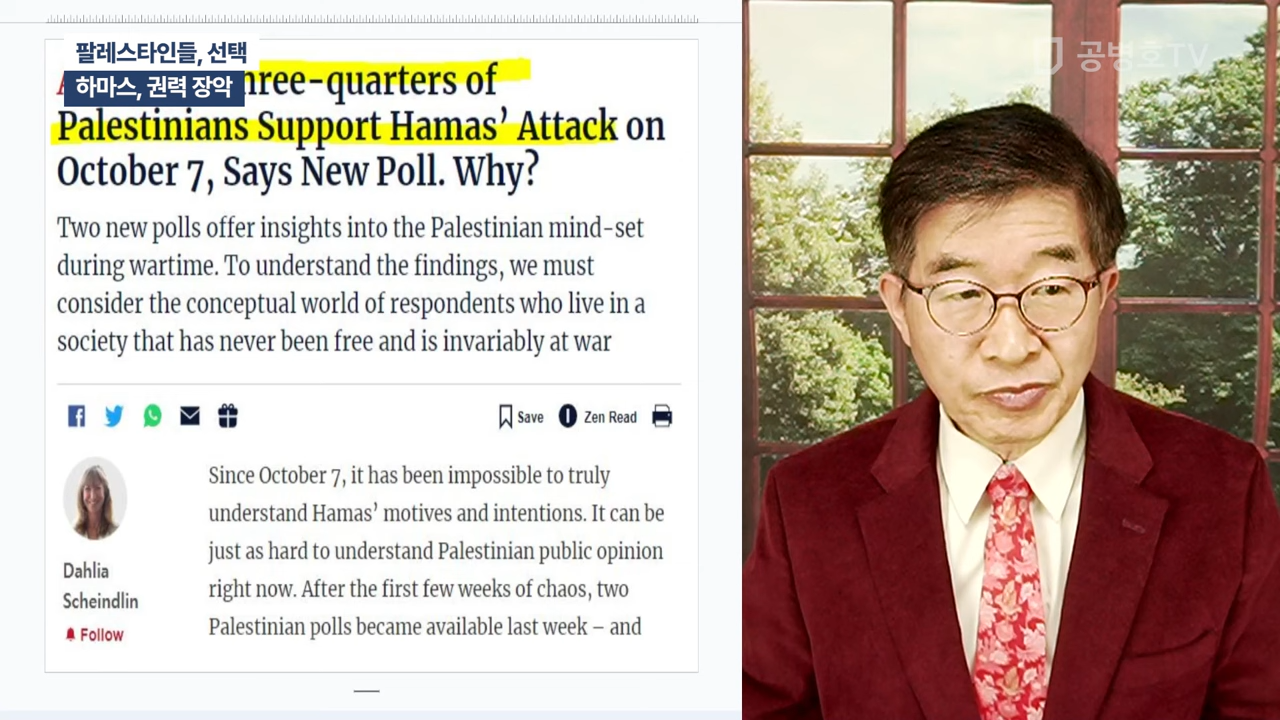 팔레스타인들, 선택
하마스, 권력 장악
공병호TV
hree-quarters of
Palestinians Support Hamas’ Attack on
October 7, Says New Poll. Why?
Two new polls offer insights into the Palestinian mind-set
during wartime. To understand the findings, we must
consider the conceptual world of respondents who live in a
society that has never been free and is invariably at war
Save
Zen Read
Dahlia
Scheindlin
Follow
Since October 7, it has been impossible to truly
understand Hamas’ motives and intentions. It can be
just as hard to understand Palestinian public opinion
right now. After the first few weeks of chaos, two
Palestinian polls became available last week – and